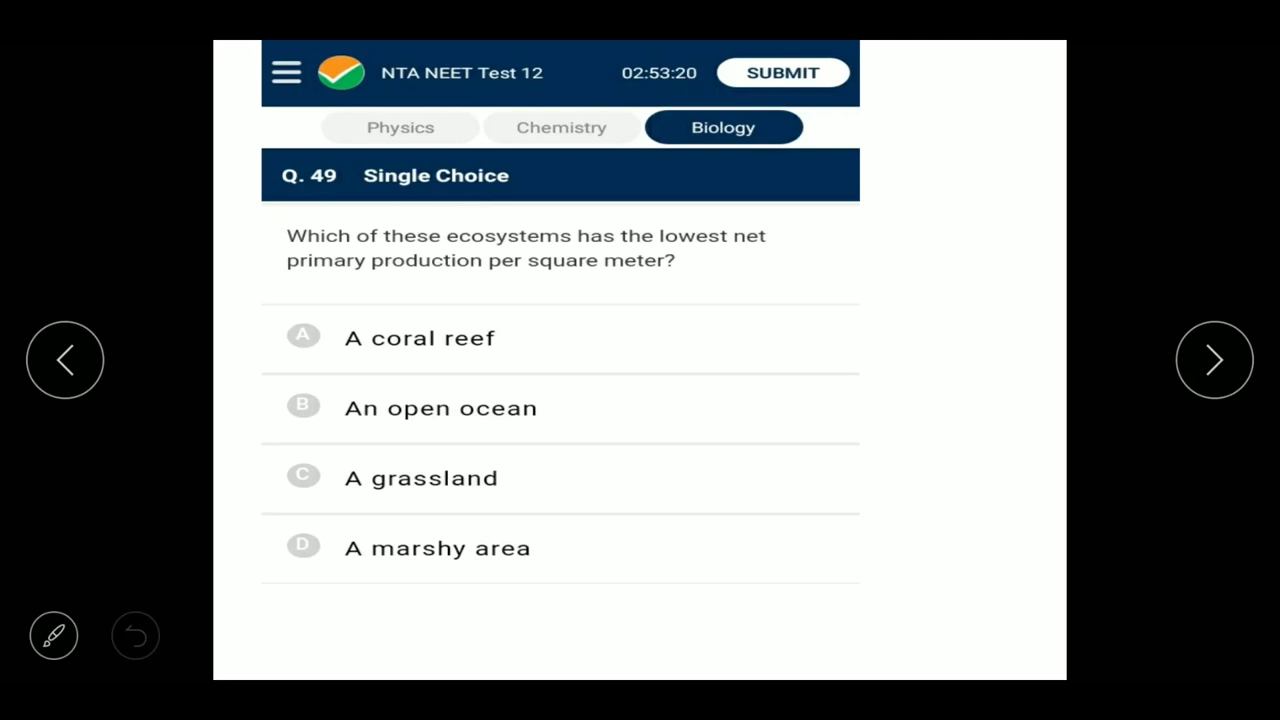 NTA NEET Test 12 02:53:20 SUBMIT
Physics Chemistry Biology
Q. 49 Single Choice
Which of these ecosystems has the lowest net
primary production per square meter?
A A coral reef
B An open ocean
C A grassland
D A marshy area